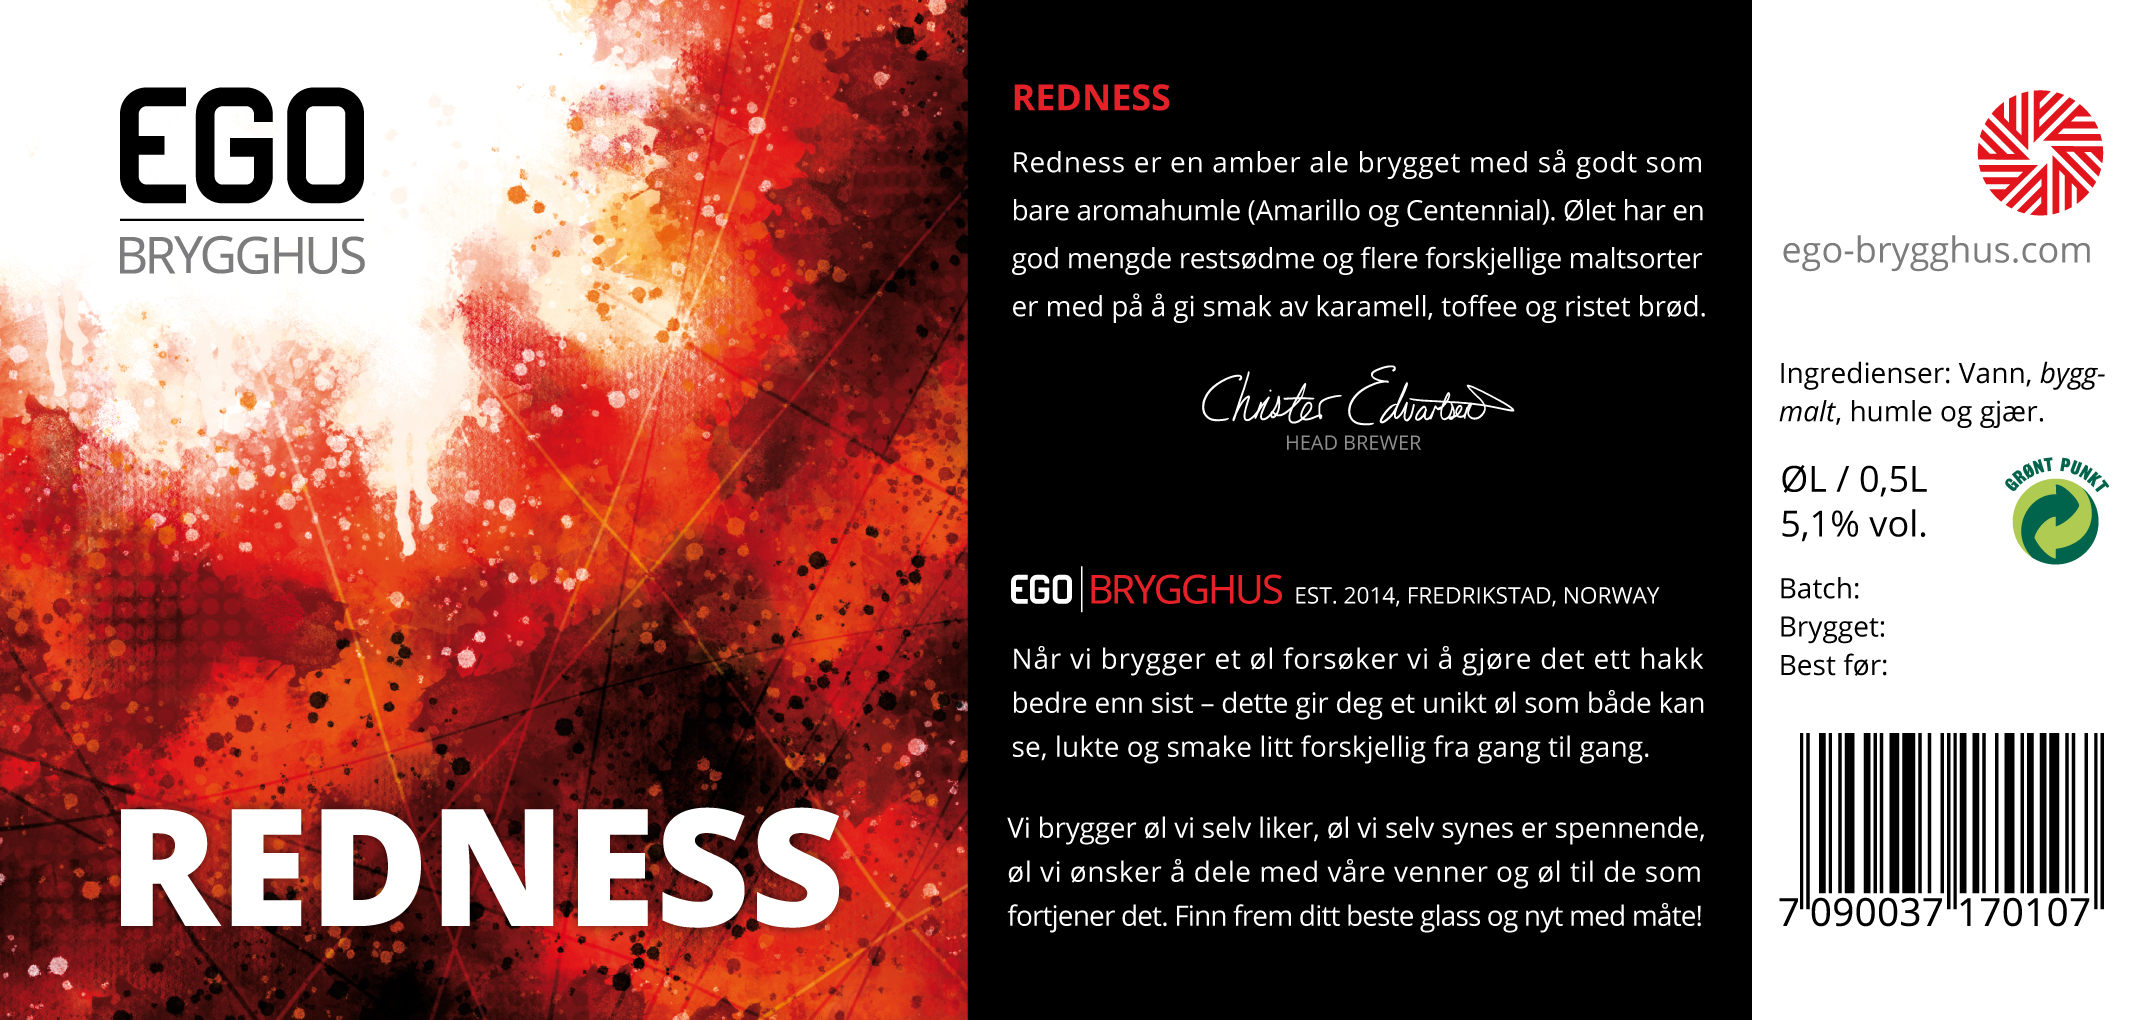 EGO
BRYGGHUS
REDNESS
REDNESS
Redness er en amber ale brygget med så godt som
bare aromahumle (Amarillo og Centennial). Ølet har en
god mengde restsødme og flere forskjellige maltsorter
er med på å gi smak av karamell, toffee og ristet brød.
Christer Edvartsen
HEAD BREWER
EGO BRYGGHUS EST. 2014, FREDRIKSTAD, NORWAY
Når vi brygger et øl forsøker vi å gjøre det ett hakk
bedre enn sist – dette gir deg et unikt øl som både kan
se, lukte og smake litt forskjellig fra gang til gang.
Vi brygger øl vi selv liker, øl vi selv synes er spennende,
øl vi ønsker å dele med våre venner og øl til de som
fortjener det. Finn frem ditt beste glass og nyt med måte!
ego-brygghus.com
Ingredienser: Vann, bygg-
malt, humle og gjær.
ØL / 0,5L
5,1% vol.
GRØNT PUNKT
Batch:
Brygget:
Best før:
7 090037 170107